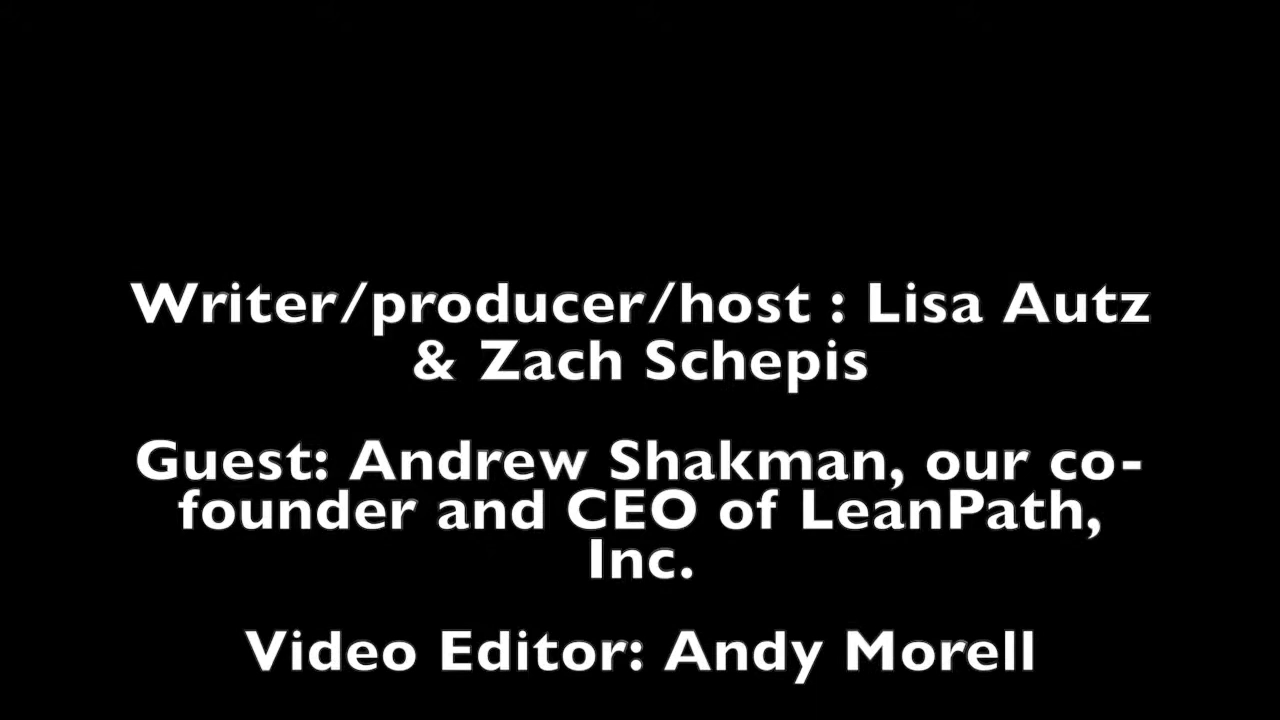 Writer/producer/host : Lisa Autz
& Zach Schepis
Guest: Andrew Shakman, our co-
founder and CEO of LeanPath,
Inc.
Video Editor: Andy Morell